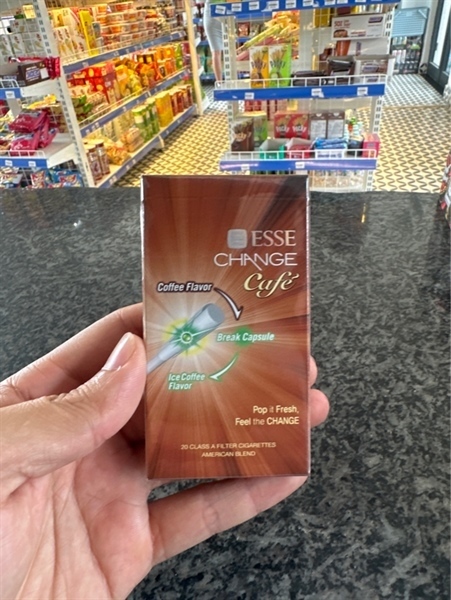 ESSE
CHANGE
Café
Coffee Flavor
Break Capsule
Ice Coffee
Flavor
Pop it Fresh,
Feel the CHANGE
20 CLASS A FILTER CIGARETTES
AMERICAN BLEND